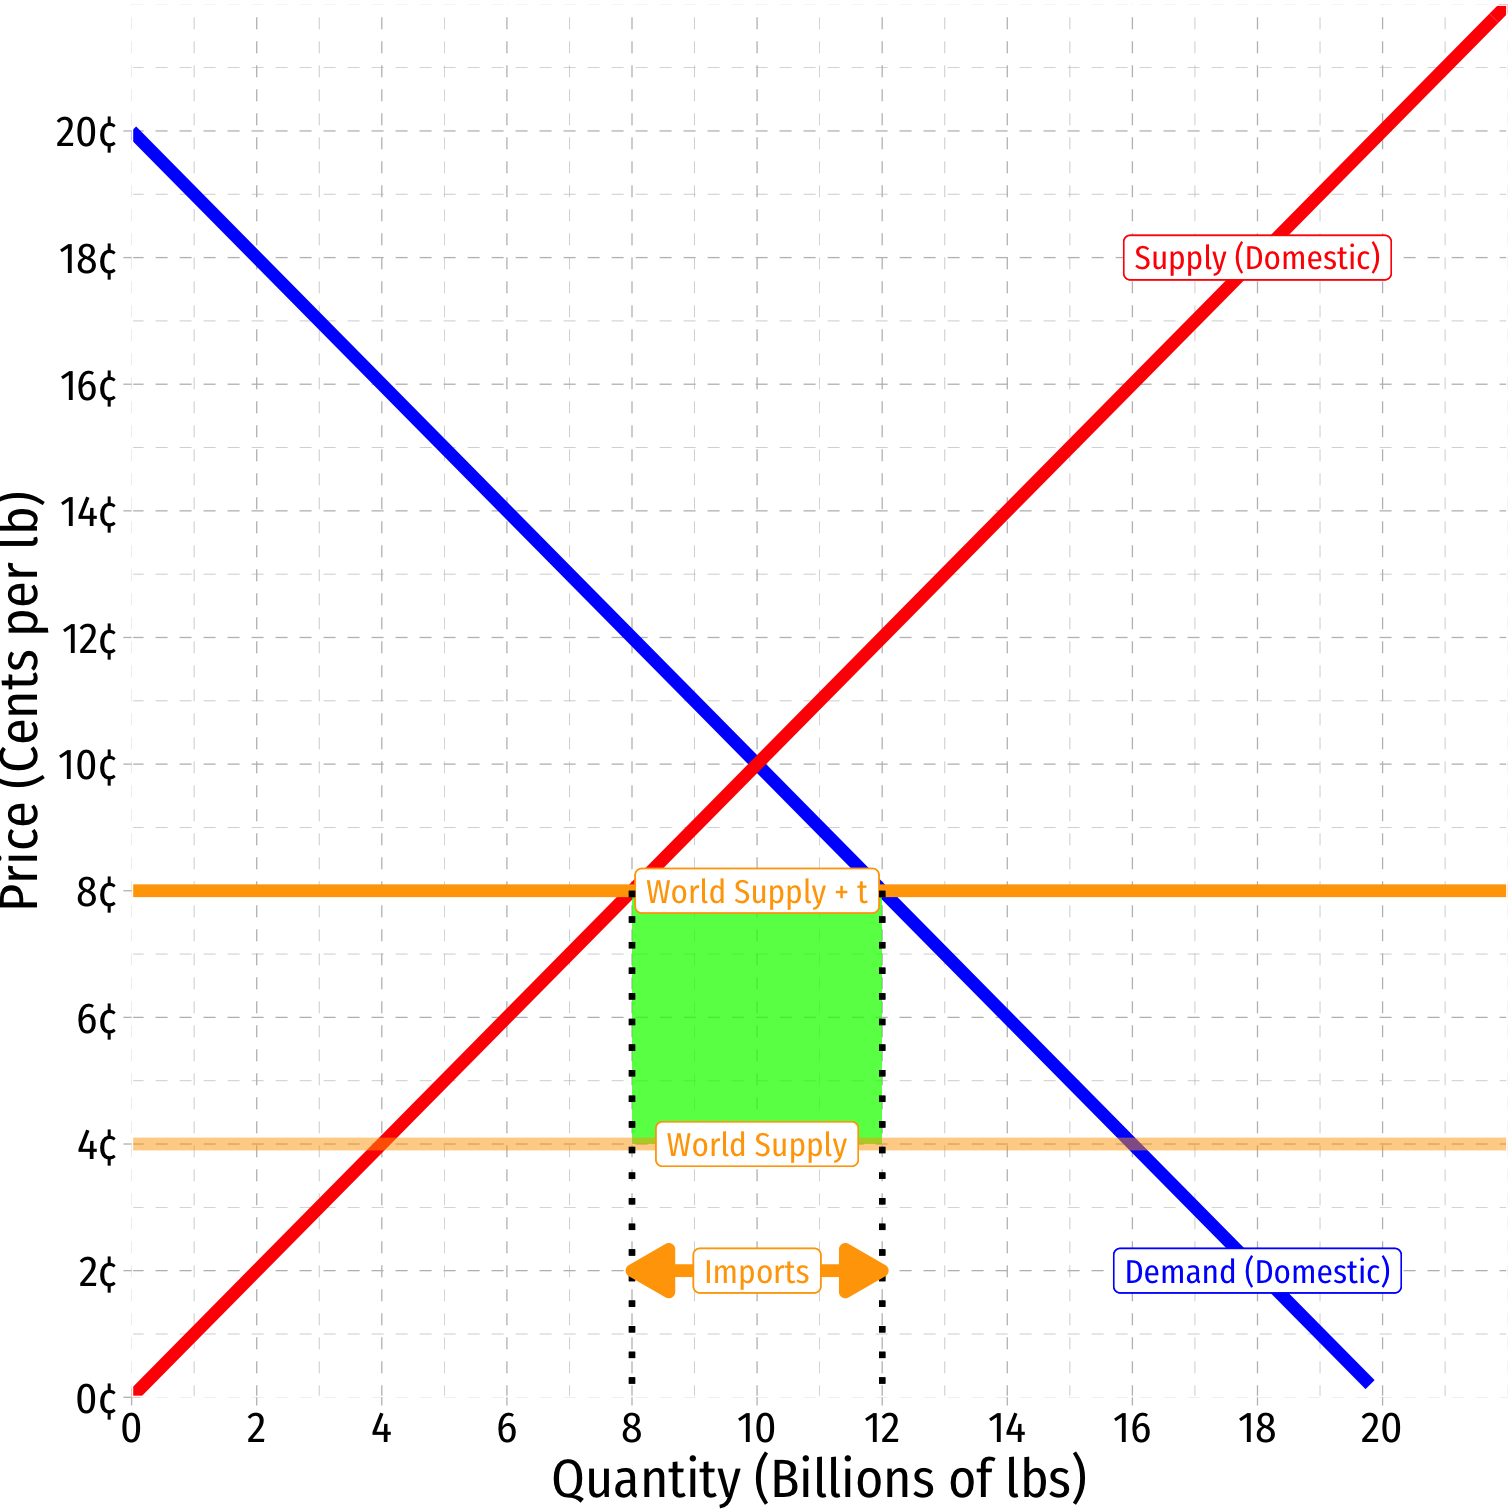 20¢
18¢
16¢
14¢
12¢
10¢
8¢
6¢
4¢
2¢
0¢
Price (Cents per lb)
Supply (Domestic)
World Supply + t
World Supply
Imports
Demand (Domestic)
0 2 4 6 8 10 12 14 16 18 20
Quantity (Billions of lbs)